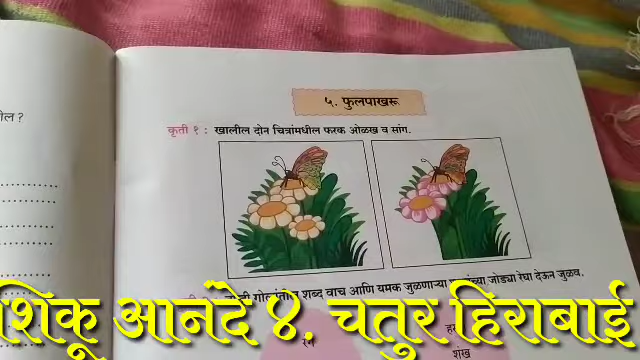 ील ?
५. फुलपाखरू
कृती १ : खालील दोन चित्रांमधील फरक ओळख व सांग.
शब्द वाच आणि यमक जुळणाऱ्या जोड्या रेघा देऊन जुळव.
शिकू आनंदे ४. चतुर हिराबाई
शंख